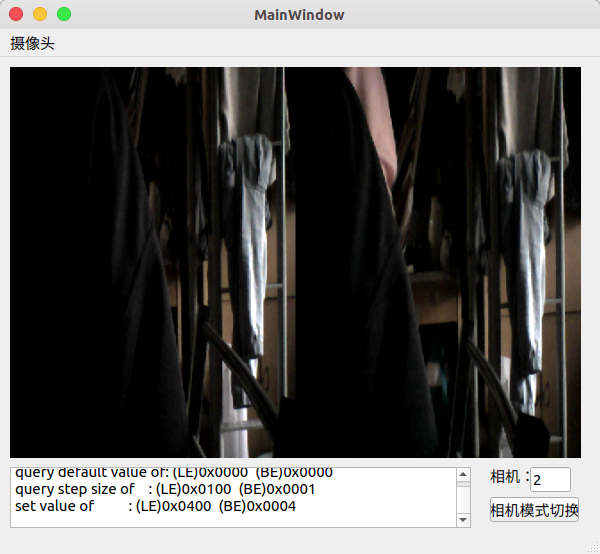 MainWindow
摄像头
query default value of: (LE)0x0000  (BE)0x0000
query step size of    : (LE)0x0100  (BE)0x0001
set value of         : (LE)0x0400  (BE)0x0004
相机：2
相机模式切换